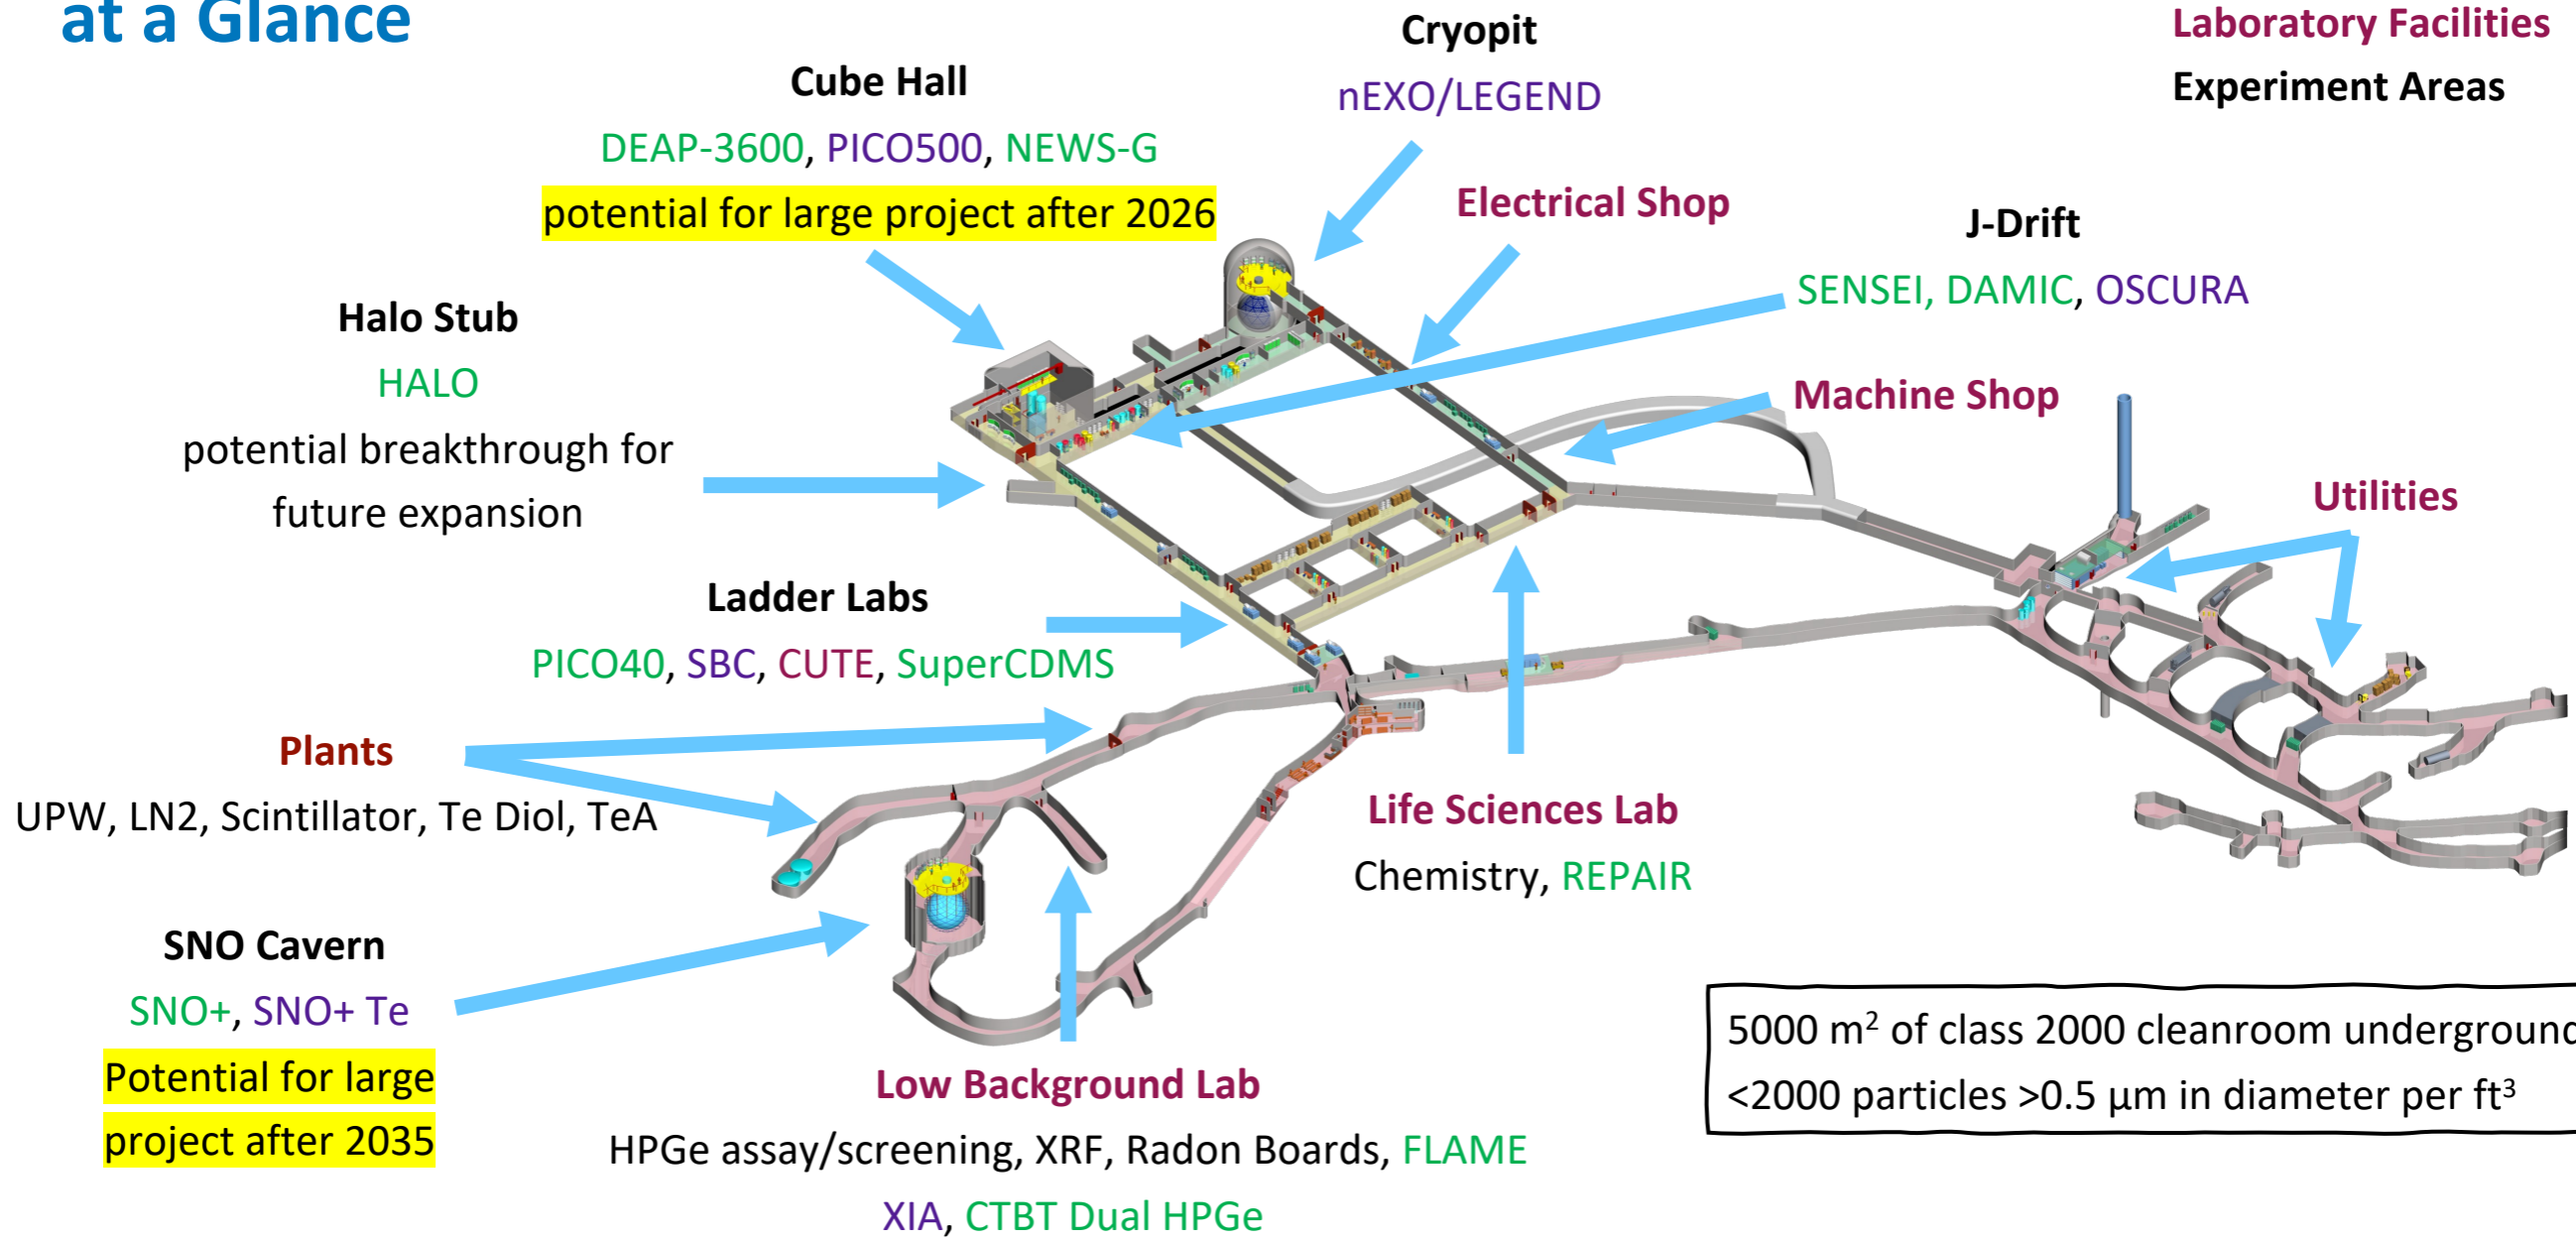 at a Glance
Laboratory Facilities
Experiment Areas
Cryopit
nEXO/LEGEND
Cube Hall
DEAP-3600, PICO500, NEWS-G
potential for large project after 2026
Electrical Shop
J-Drift
SENSEI, DAMIC, OSCURA
Halo Stub
HALO
potential breakthrough for
future expansion
Machine Shop
Utilities
Ladder Labs
PICO40, SBC, CUTE, SuperCDMS
Plants
UPW, LN2, Scintillator, Te Diol, TeA
Life Sciences Lab
Chemistry, REPAIR
SNO Cavern
SNO+, SNO+ Te
Potential for large
project after 2035
Low Background Lab
HPGe assay/screening, XRF, Radon Boards, FLAME
XIA, CTBT Dual HPGe
5000 m² of class 2000 cleanroom underground
<2000 particles >0.5 µm in diameter per ft³